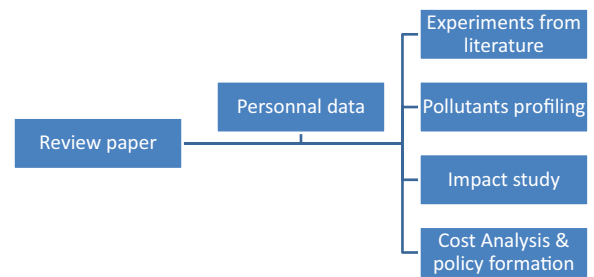 Review paper
Personnal data
Experiments from
literature
Pollutants profiling
Impact study
Cost Analysis &
policy formation